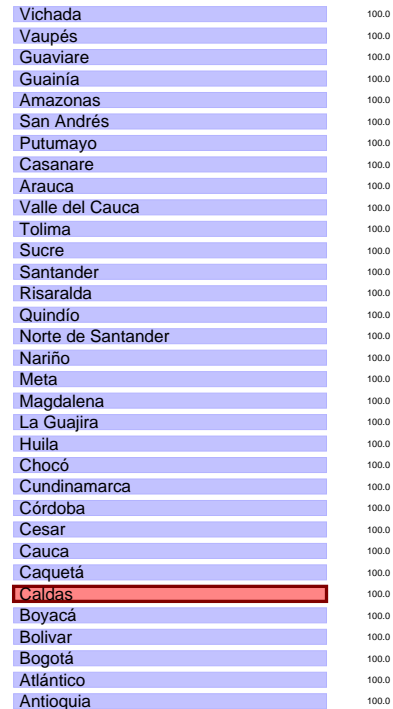 Vichada 100.0
Vaupés 100.0
Guaviare 100.0
Guainía 100.0
Amazonas 100.0
San Andrés 100.0
Putumayo 100.0
Casanare 100.0
Arauca 100.0
Valle del Cauca 100.0
Tolima 100.0
Sucre 100.0
Santander 100.0
Risaralda 100.0
Quindío 100.0
Norte de Santander 100.0
Nariño 100.0
Meta 100.0
Magdalena 100.0
La Guajira 100.0
Huila 100.0
Chocó 100.0
Cundinamarca 100.0
Córdoba 100.0
Cesar 100.0
Cauca 100.0
Caquetá 100.0
Caldas 100.0
Boyacá 100.0
Bolivar 100.0
Bogotá 100.0
Atlántico 100.0
Antioquia 100.0